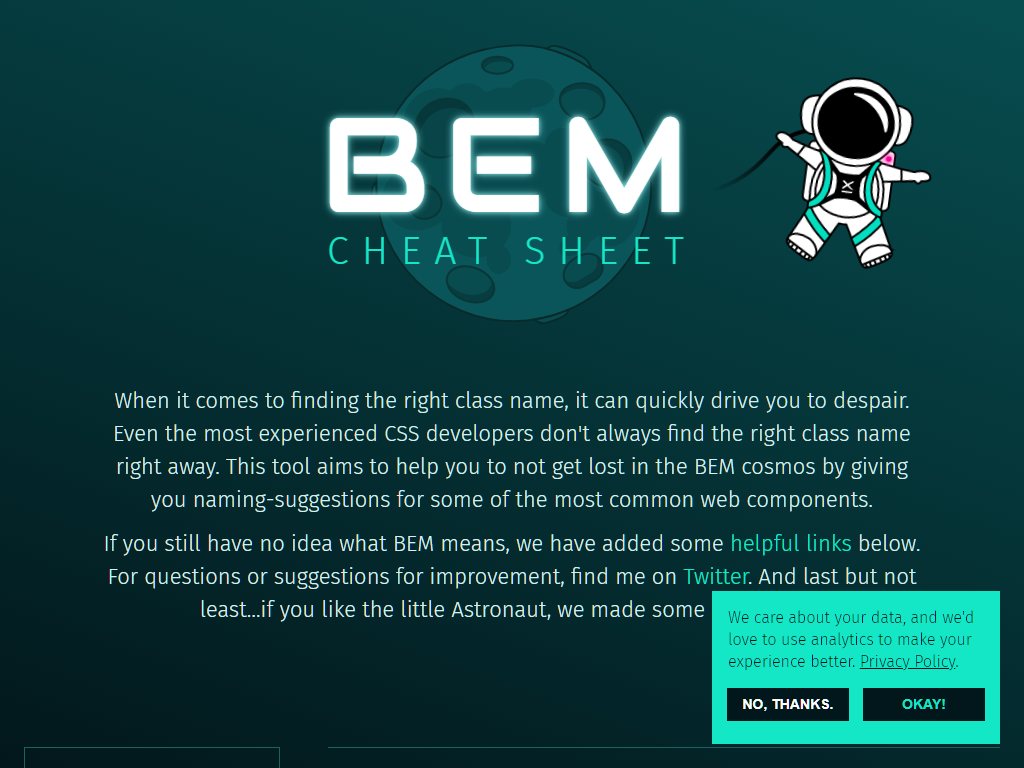 BEM
CHEAT SHEET
When it comes to finding the right class name, it can quickly drive you to despair.
Even the most experienced CSS developers don't always find the right class name
right away. This tool aims to help you to not get lost in the BEM cosmos by giving
you naming-suggestions for some of the most common web components.
If you still have no idea what BEM means, we have added some helpful links below.
For questions or suggestions for improvement, find me on Twitter. And last but not
least...if you like the little Astronaut, we made some
We care about your data, and we'd
love to use analytics to make your
experience better. Privacy Policy.
NO, THANKS.
OKAY!